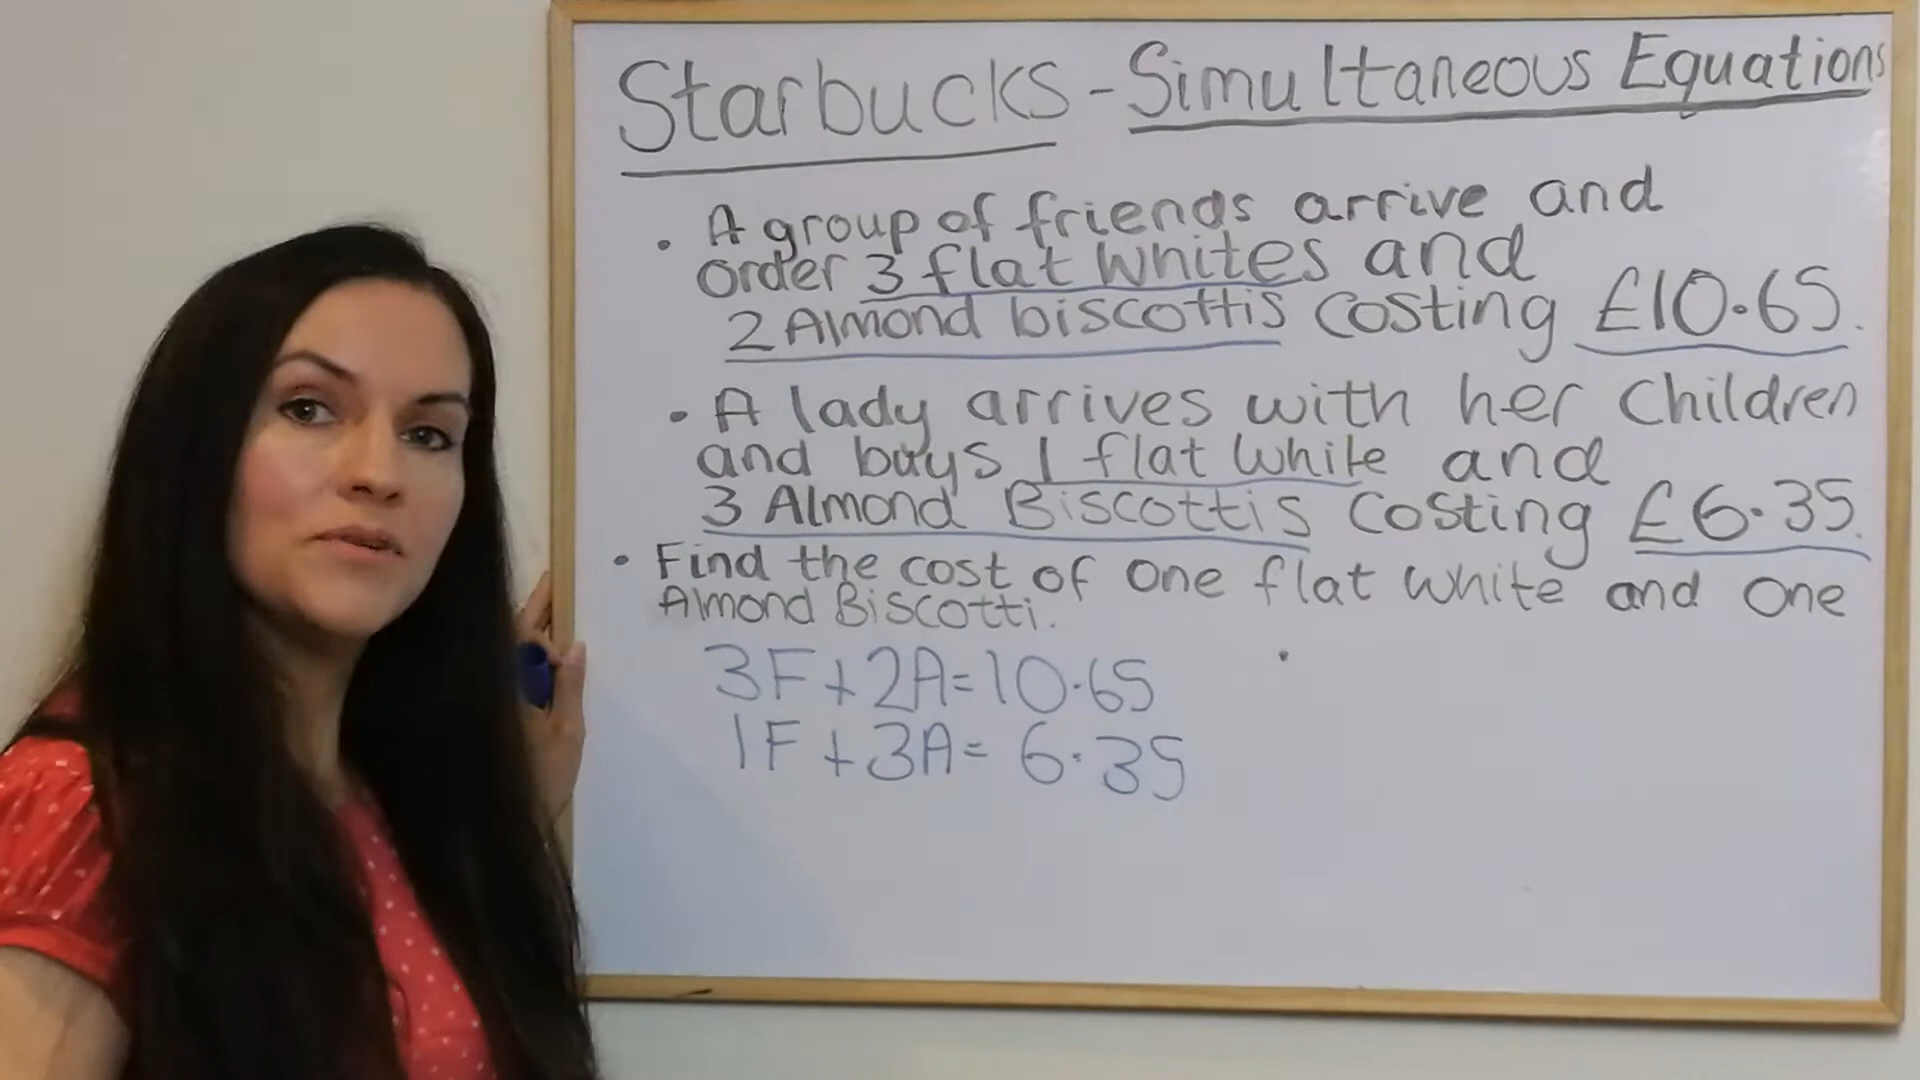 Starbucks - Simultaneous Equations
• A group of friends arrive and
order 3 flat whites and
2 Almond biscottis costing £10.65.
• A lady arrives with her children
and buys 1 flat white and
3 Almond Biscottis costing £6.35.
• Find the cost of one flat white and one
Almond Biscotti.
3F+2A=10.65
1F+3A=6.35